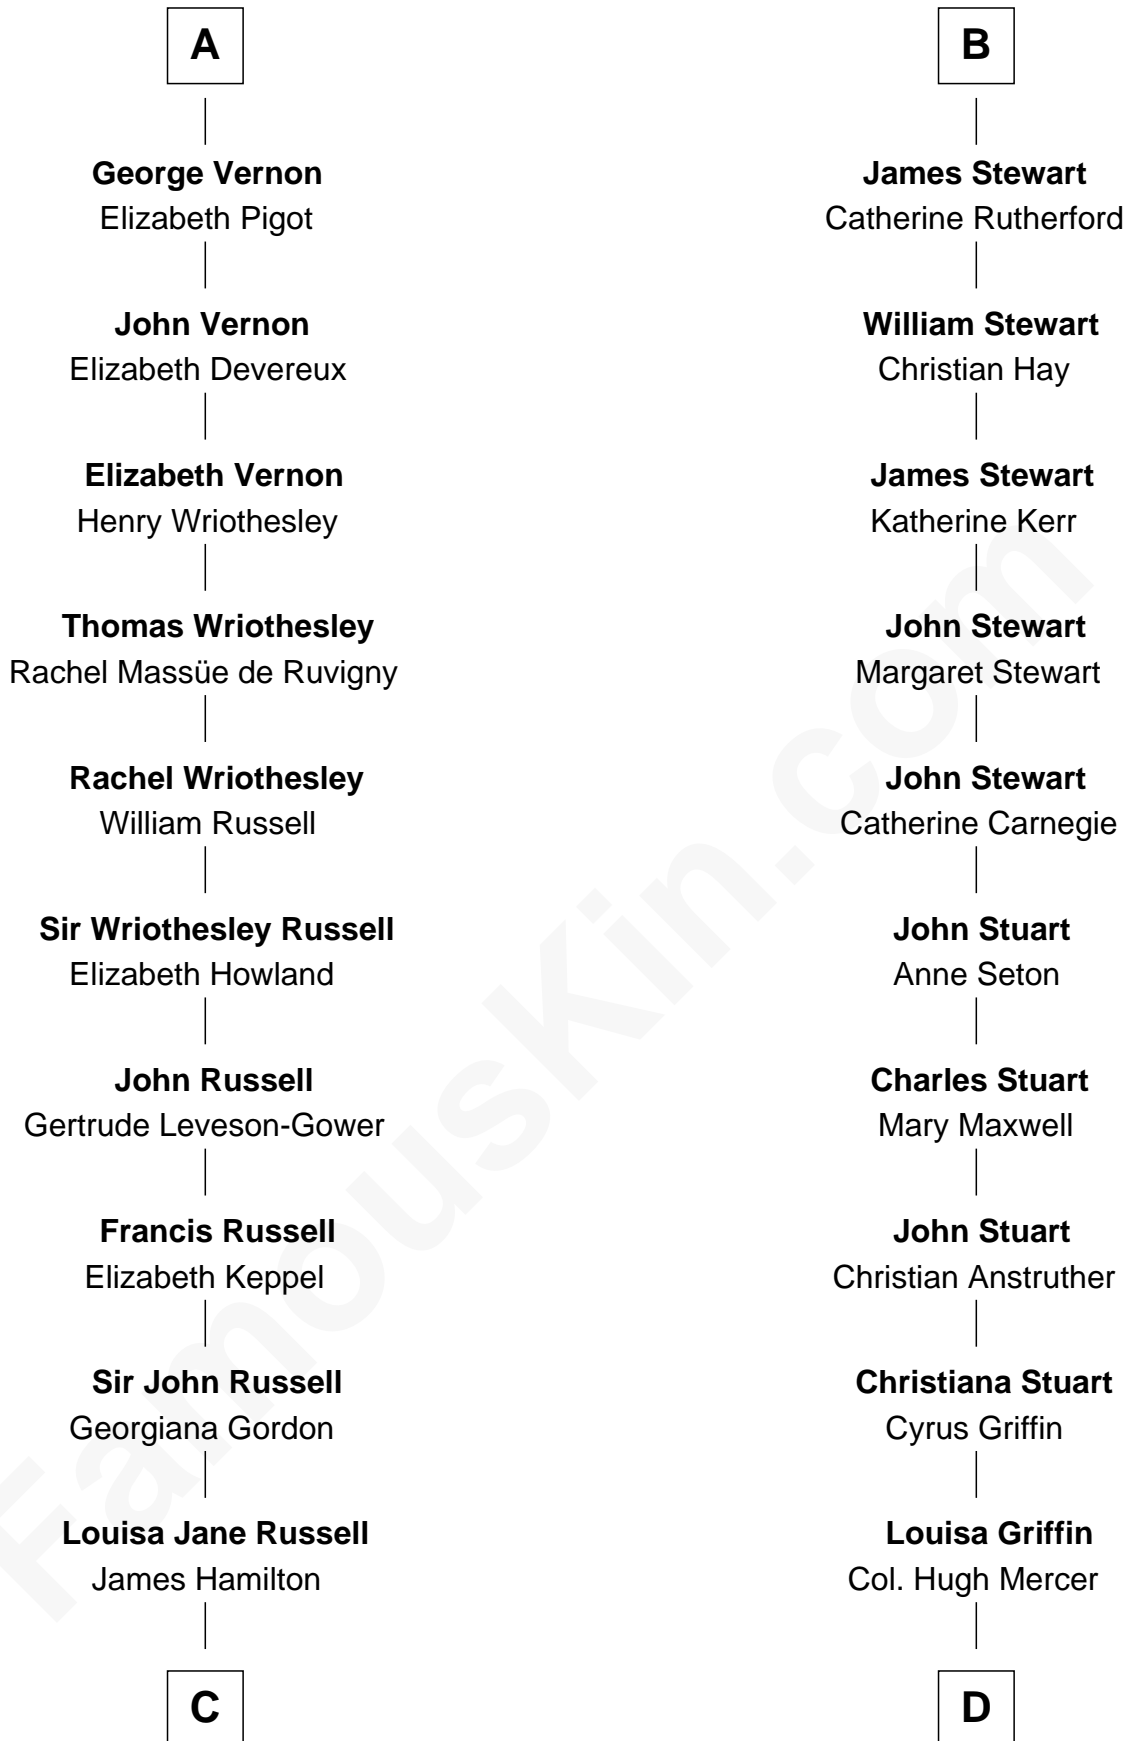 A
George Vernon
Elizabeth Pigot
John Vernon
Elizabeth Devereux
Elizabeth Vernon
Henry Wriothesley
Thomas Wriothesley
Rachel Massüe de Ruvigny
Rachel Wriothesley
William Russell
Sir Wriothesley Russell
Elizabeth Howland
John Russell
Gertrude Leveson-Gower
Francis Russell
Elizabeth Keppel
Sir John Russell
Georgiana Gordon
Louisa Jane Russell
James Hamilton
C
B
James Stewart
Catherine Rutherford
William Stewart
Christian Hay
James Stewart
Katherine Kerr
John Stewart
Margaret Stewart
John Stewart
Catherine Carnegie
John Stuart
Anne Seton
Charles Stuart
Mary Maxwell
John Stuart
Christian Anstruther
Christiana Stuart
Cyrus Griffin
Louisa Griffin
Col. Hugh Mercer
D
FamousKin.com